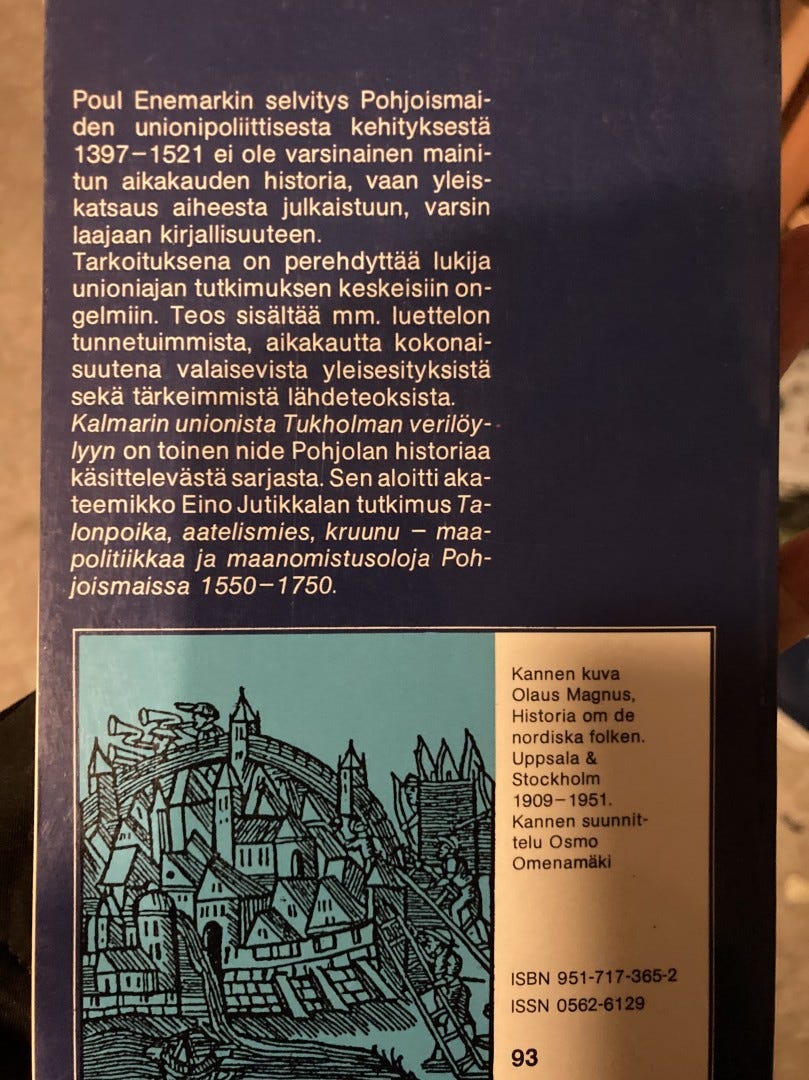 Poul Enemarkin selvitys Pohjoismai-
den unionipoliittisesta kehityksestä
1397–1521 ei ole varsinainen maini-
tun aikakauden historia, vaan yleis-
katsaus aiheesta julkaistuun, varsin
laajaan kirjallisuuteen.
Tarkoituksena on perehdyttää lukija
unioniajan tutkimuksen keskeisiin on-
gelmiin. Teos sisältää mm. luettelon
tunnetuimmista, aikakautta kokonai-
suutena valaisevista yleisesityksistä
sekä tärkeimmistä lähdeteoksista.
Kalmarin unionista Tukholman verilöy-
lyyn on toinen nide Pohjolan historiaa
käsittelevästä sarjasta. Sen aloitti aka-
teemikko Eino Jutikkalan tutkimus Ta-
lonpoika, aatelismies, kruunu – maa-
politiikkaa ja maanomistusoloja Poh-
joismaissa 1550–1750.
Kannen kuva
Olaus Magnus,
Historia om de
nordiska folken.
Uppsala &
Stockholm
1909–1951.
Kannen suunnit-
telu Osmo
Omenamäki
ISBN 951-717-365-2
ISSN 0562-6129
93